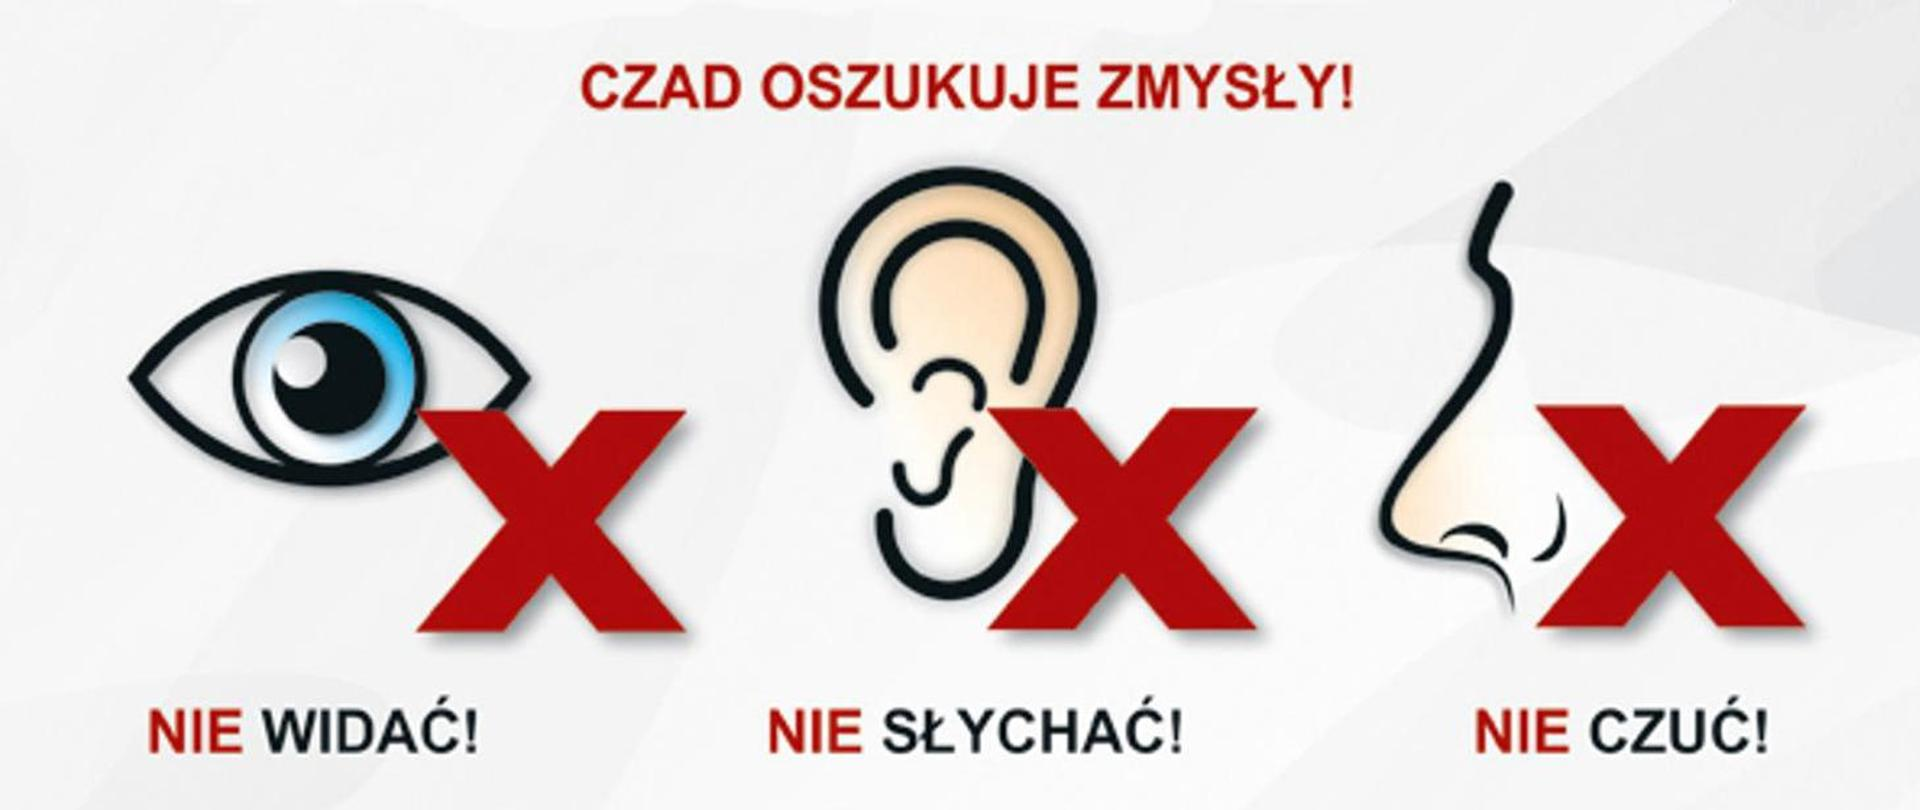 CZAD OSZUKUJE ZMYSŁY!
NIE WIDAĆ!
NIE SŁYCHAĆ!
NIE CZUĆ!